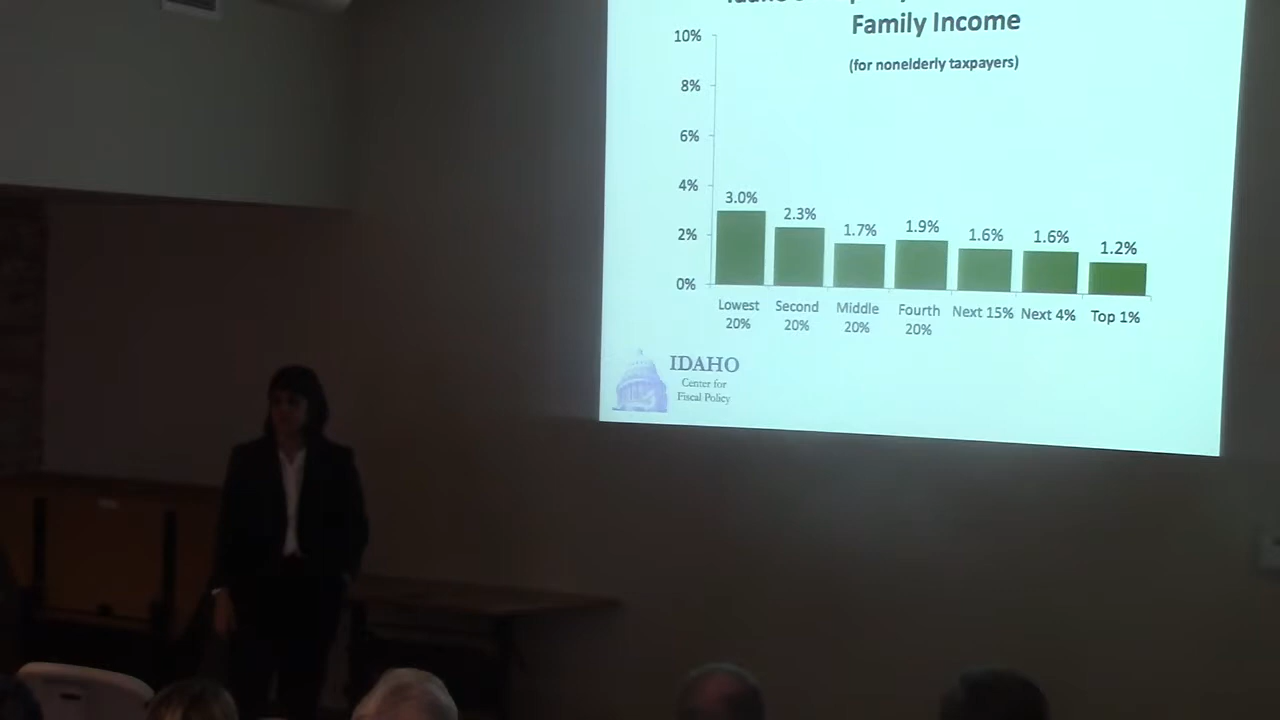 Family Income
(for nonelderly taxpayers)
10%
8%
6%
4%
2%
0%
3.0%
2.3%
1.7%
1.9%
1.6%
1.6%
1.2%
Lowest 20%
Second 20%
Middle 20%
Fourth 20%
Next 15%
Next 4%
Top 1%
IDAHO
Center for
Fiscal Policy